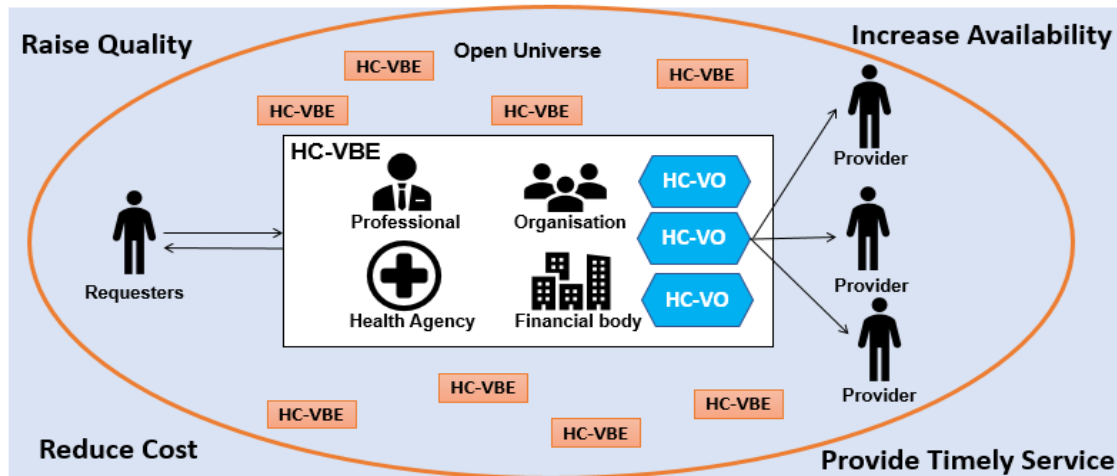 Raise Quality
Open Universe
Increase Availability
HC-VBE
HC-VBE
HC-VBE
HC-VBE
HC-VBE
Professional
Organisation
HC-VO
HC-VO
HC-VO
Health Agency
Financial body
Requesters
Provider
Provider
Provider
HC-VBE
HC-VBE
HC-VBE
HC-VBE
Reduce Cost
Provide Timely Service